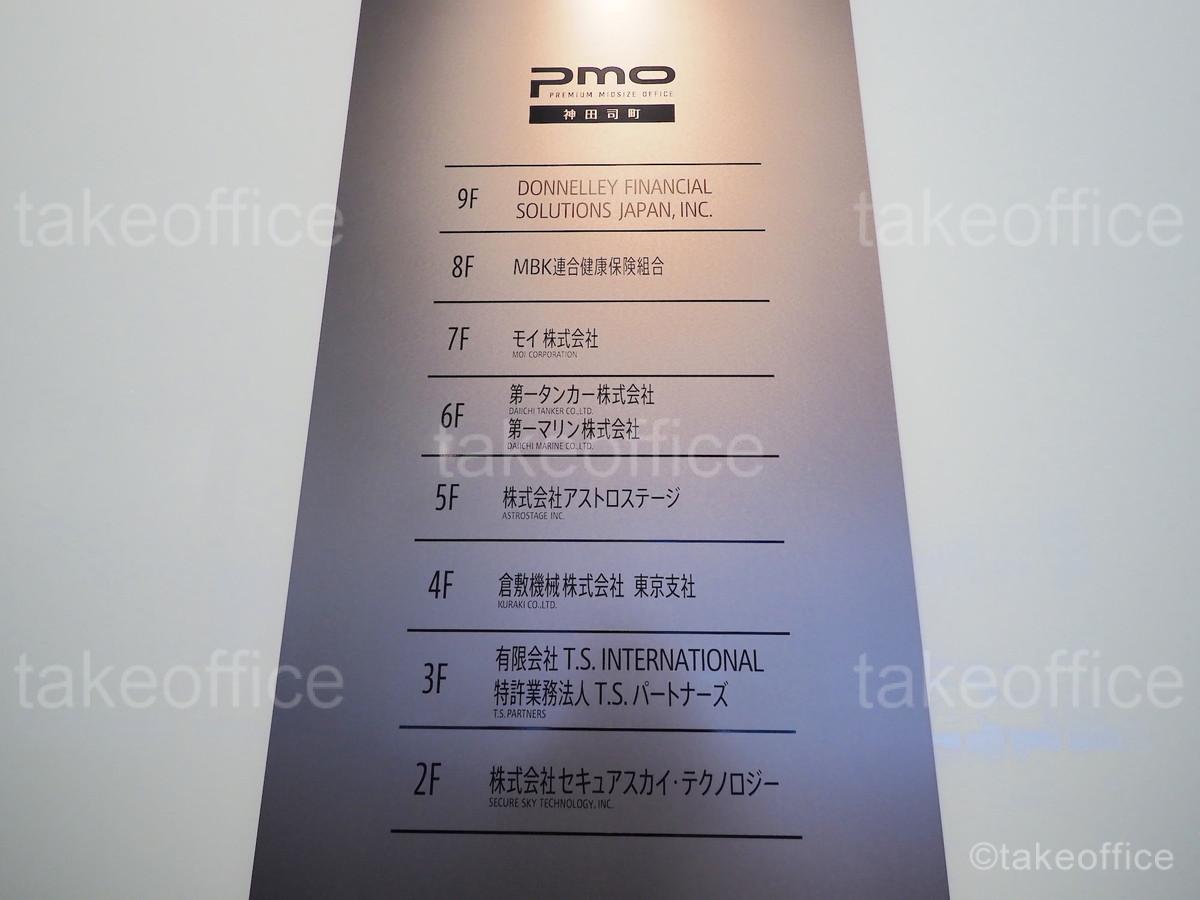 pmo
PREMIUM MIDSIZE OFFICE
神田司町
9F DONNELLEY FINANCIAL
SOLUTIONS JAPAN, INC.
takeoffice takeoffice
8F MBK連合健康保険組合
7F モイ 株式会社
MOI CORPORATION
第一タンカー株式会社
DAIICHI TANKER CO.,LTD.
6F
第一マリン株式会社
DAIICHI MARINE CO.,LTD.
takeoffice
5F 株式会社アストロステージ
ASTROSTAGE INC.
4F 倉敷機械株式会社 東京支社
KURAKI CO.,LTD.
有限会社 T.S. INTERNATIONAL
3F
特許業務法人 T.S. パートナーズ
T.S. PARTNERS
takeoffice takeoffice
2F 株式会社セキュアスカイ・テクノロジー
SECURE SKY TECHNOLOGY, INC.
©takeoffice